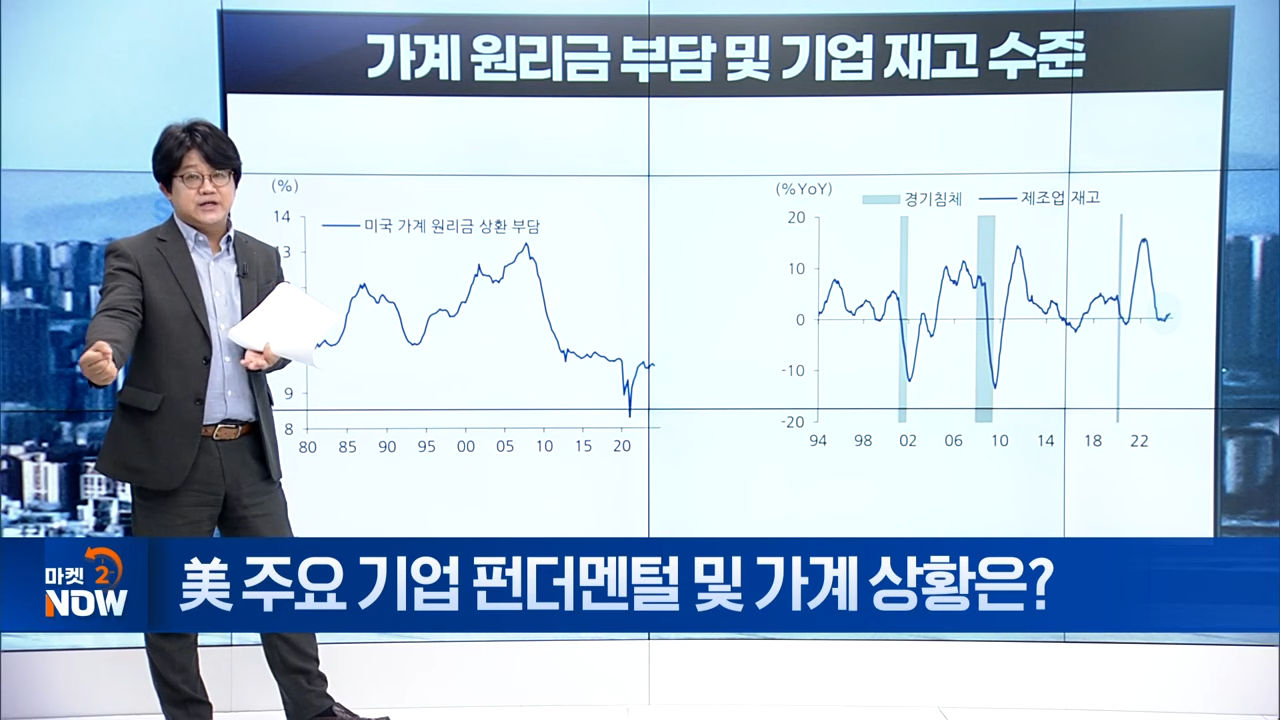 가계 원리금 부담 및 기업 재고 수준
(%)
14
13
9
8
80 85 90 95 00 05 10 15 20
미국 가계 원리금 상환 부담
(%YoY)
경기침체
제조업 재고
20
10
0
-10
-20
94 98 02 06 10 14 18 22
마켓 2
NOW
美 주요 기업 펀더멘털 및 가계 상황은?